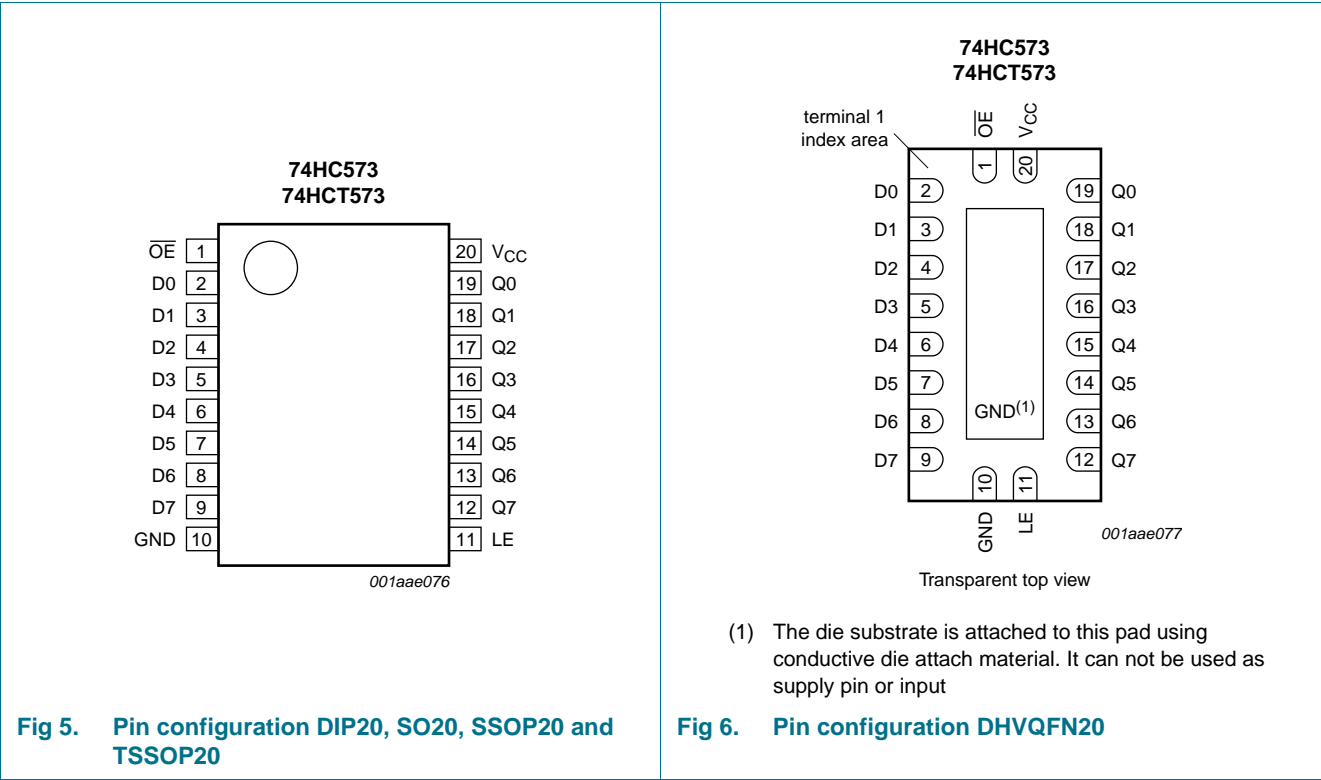 74HC573
74HCT573
OE 1 20 VCC
D0 2 19 Q0
D1 3 18 Q1
D2 4 17 Q2
D3 5 16 Q3
D4 6 15 Q4
D5 7 14 Q5
D6 8 13 Q6
D7 9 12 Q7
GND 10 11 LE
001aae076
Fig 5. Pin configuration DIP20, SO20, SSOP20 and
TSSOP20
74HC573
74HCT573
terminal 1
index area
OE VCC
1 20
D0 2 19 Q0
D1 3 18 Q1
D2 4 17 Q2
D3 5 16 Q3
D4 6 15 Q4
D5 7 14 Q5
GND(1)
D6 8 13 Q6
D7 9 12 Q7
10 11
GND LE
001aae077
Transparent top view
(1) The die substrate is attached to this pad using
conductive die attach material. It can not be used as
supply pin or input
Fig 6. Pin configuration DHVQFN20